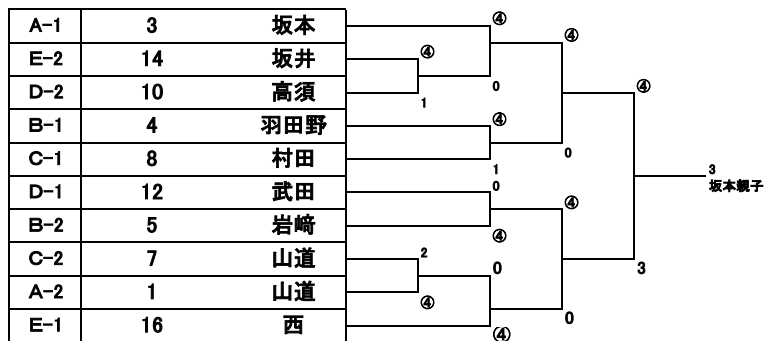 A-1 3 坂本 ④ ④
E-2 14 坂井 ④
D-2 10 高須 1 0 ④
B-1 4 羽田野 ④
C-1 8 村田 1 0 3
D-1 12 武田 0 坂本親子
B-2 5 岩﨑 ④ ④
C-2 7 山道 2 0 3
A-2 1 山道 ④ 0
E-1 16 西 ④